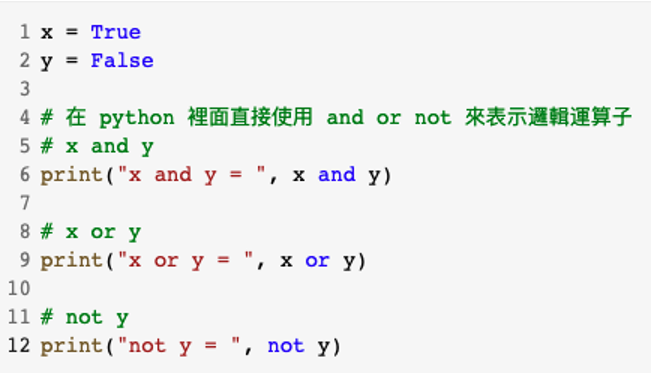 1 x = True
2 y = False
3
4 # 在 python 裡面直接使用 and or not 來表示邏輯運算子
5 # x and y
6 print("x and y = ", x and y)
7
8 # x or y
9 print("x or y = ", x or y)
10
11 # not y
12 print("not y = ", not y)